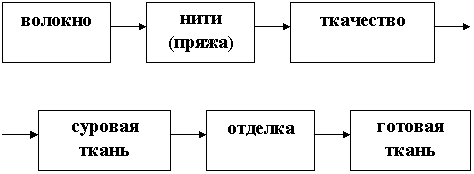 волокно
нити
(пряжа)
ткачество
суровая
ткань
отделка
готовая
ткань